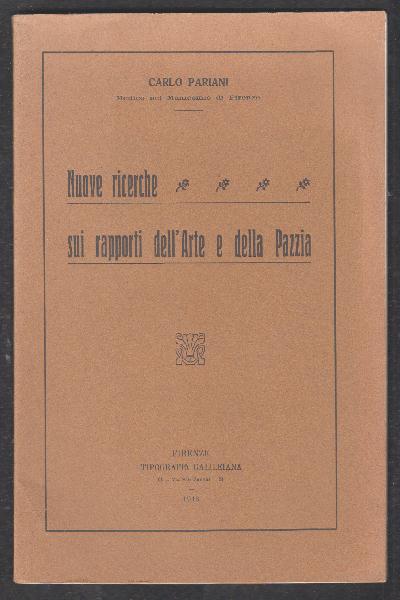 CARLO PARIANI
Medico nel Manicomio di Firenze
Nuove ricerche
sui rapporti dell'Arte e della Pazzia
FIRENZE
TIPOGRAFIA GALILEIANA